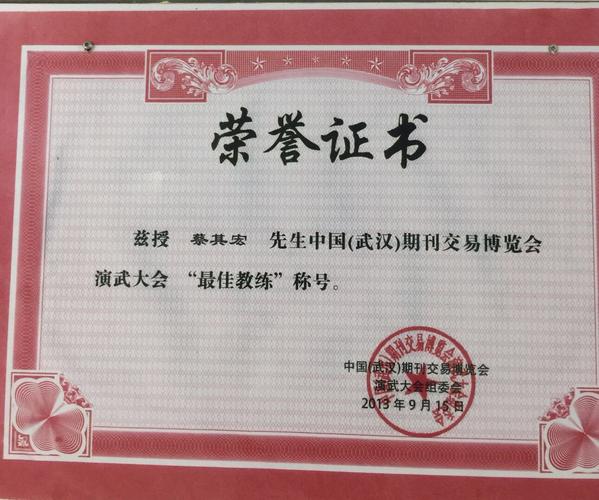 荣誉证书
兹授 蔡其宏 先生中国(武汉)期刊交易博览会
演武大会 “最佳教练”称号。
中国(武汉)期刊交易博览会
演武大会组委会
2013年9月15日